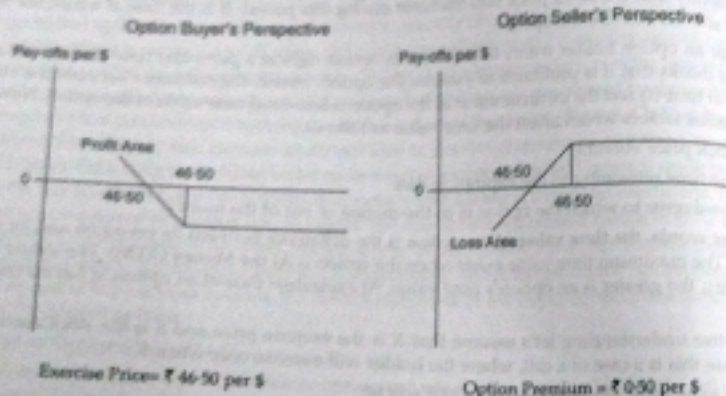 Option Buyer's Perspective
Pay-offs per $
Profit Area
46·50
0
46·50
Exercise Price= ₹ 46·50 per $
Option Seller's Perspective
Pay-offs per $
46·50
0
46·50
Loss Area
Option Premium = ₹ 0·50 per $